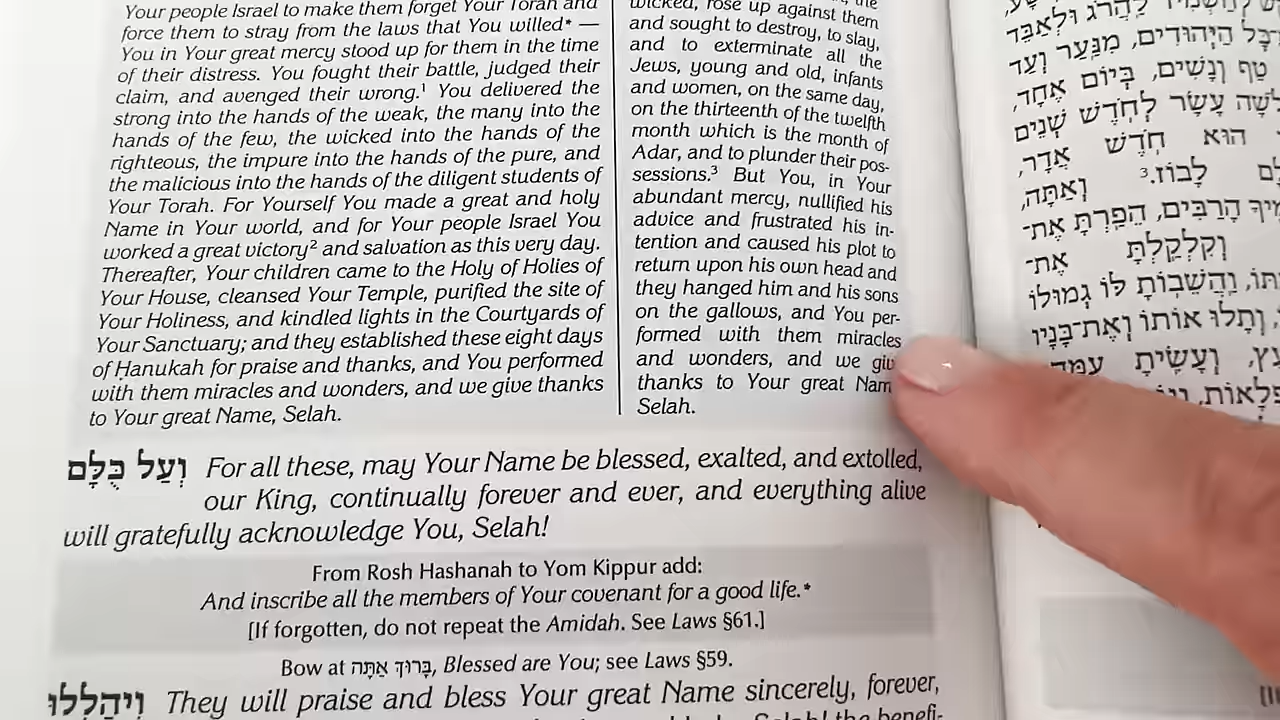 Your people Israel to make them forget Your Torah and
force them to stray from the laws that You willed* —
You in Your great mercy stood up for them in the time
of their distress. You fought their battle, judged their
claim, and avenged their wrong.¹ You delivered the
strong into the hands of the weak, the many into the
hands of the few, the wicked into the hands of the
righteous, the impure into the hands of the pure, and
the malicious into the hands of the diligent students of
Your Torah. For Yourself You made a great and holy
Name in Your world, and for Your people Israel You
worked a great victory² and salvation as this very day.
Thereafter, Your children came to the Holy of Holies of
Your House, cleansed Your Temple, purified the site of
Your Holiness, and kindled lights in the Courtyards of
Your Sanctuary; and they established these eight days
of Ḥanukah for praise and thanks, and You performed
with them miracles and wonders, and we give thanks
to Your great Name, Selah.
wicked, rose up against them
and sought to destroy, to slay,
and to exterminate all the
Jews, young and old, infants
and women, on the same day,
on the thirteenth of the twelfth
month which is the month of
Adar, and to plunder their pos-
sessions.³ But You, in Your
abundant mercy, nullified his
advice and frustrated his in-
tention and caused his plot to
return upon his own head and
they hanged him and his sons
on the gallows, and You per-
formed with them miracles
and wonders, and we giv
thanks to Your great Nam
Selah.
וְעַל כֻּלָּם For all these, may Your Name be blessed, exalted, and extolled,
our King, continually forever and ever, and everything alive
will gratefully acknowledge You, Selah!
From Rosh Hashanah to Yom Kippur add:
And inscribe all the members of Your covenant for a good life.*
[If forgotten, do not repeat the Amidah. See Laws §61.]
Bow at בָּרוּךְ אַתָּה, Blessed are You; see Laws §59.
וִיהַלְלוּ They will praise and bless Your great Name sincerely, forever,
לַהֲרֹג וּלְאַבֵּד
כָּל הַיְּהוּדִים, מִנַּעַר וְעַד
טַף וְנָשִׁים, בְּיוֹם אֶחָד,
עָשָׂר לְחֹדֶשׁ שְׁנֵים
הוּא חֹדֶשׁ אֲדָר,
לָבוֹז.³ וְאַתָּה,
הָרַבִּים, הֵפַרְתָּ אֶת־
וְקִלְקַלְתָּ אֶת־
וַהֲשֵׁבוֹתָ לּוֹ גְּמוּלוֹ
וְתָלוּ אוֹתוֹ וְאֶת־בָּנָיו
וְעָשִׂיתָ